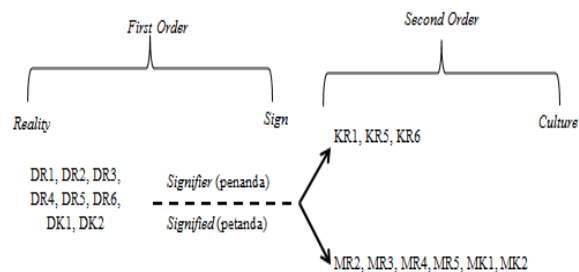 First Order
Second Order
Reality
Sign
Culture
KR1, KR5, KR6
DR1, DR2, DR3,
DR4, DR5, DR6,
DK1, DK2
Signifier (penanda)
Signified (petanda)
MR2, MR3, MR4, MR5, MK1, MK2